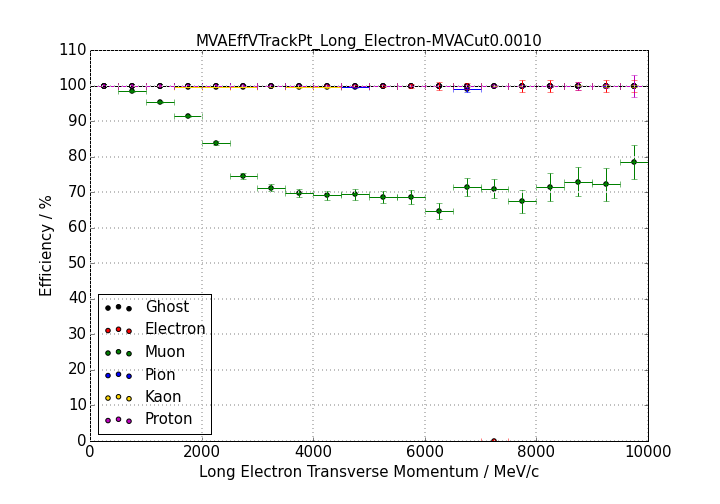 MVAEffVTrackPt_Long_Electron-MVACut0.0010
110
100
90
80
70
60
50
40
30
20
10
0
Efficiency / %
Ghost
Electron
Muon
Pion
Kaon
Proton
0 2000 4000 6000 8000 10000
Long Electron Transverse Momentum / MeV/c